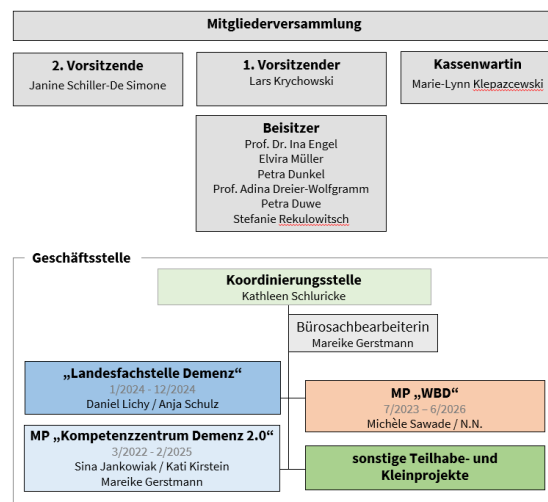 Mitgliederversammlung
2. Vorsitzende
Janine Schiller-De Simone
1. Vorsitzender
Lars Krychowski
Kassenwartin
Marie-Lynn Klepazcewski
Beisitzer
Prof. Dr. Ina Engel
Elvira Müller
Petra Dunkel
Prof. Adina Dreier-Wolfgramm
Petra Duwe
Stefanie Rekulowitsch
Geschäftsstelle
Koordinierungsstelle
Kathleen Schluricke
Bürosachbearbeiterin
Mareike Gerstmann
„Landesfachstelle Demenz“
1/2024 - 12/2024
Daniel Lichy / Anja Schulz
MP „WBD“
7/2023 – 6/2026
Michèle Sawade / N.N.
MP „Kompetenzzentrum Demenz 2.0“
3/2022 - 2/2025
Sina Jankowiak / Kati Kirstein
Mareike Gerstmann
sonstige Teilhabe- und
Kleinprojekte